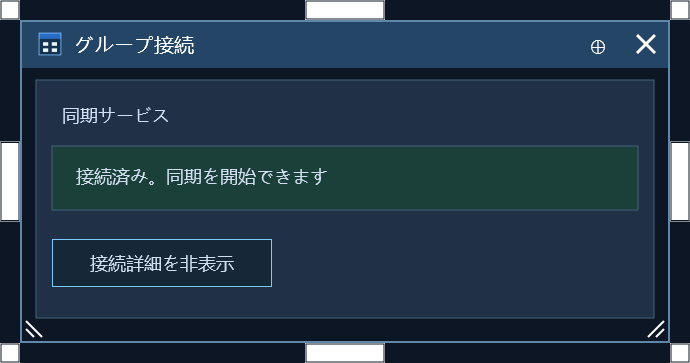 グループ接続
同期サービス
接続済み。同期を開始できます
接続詳細を非表示